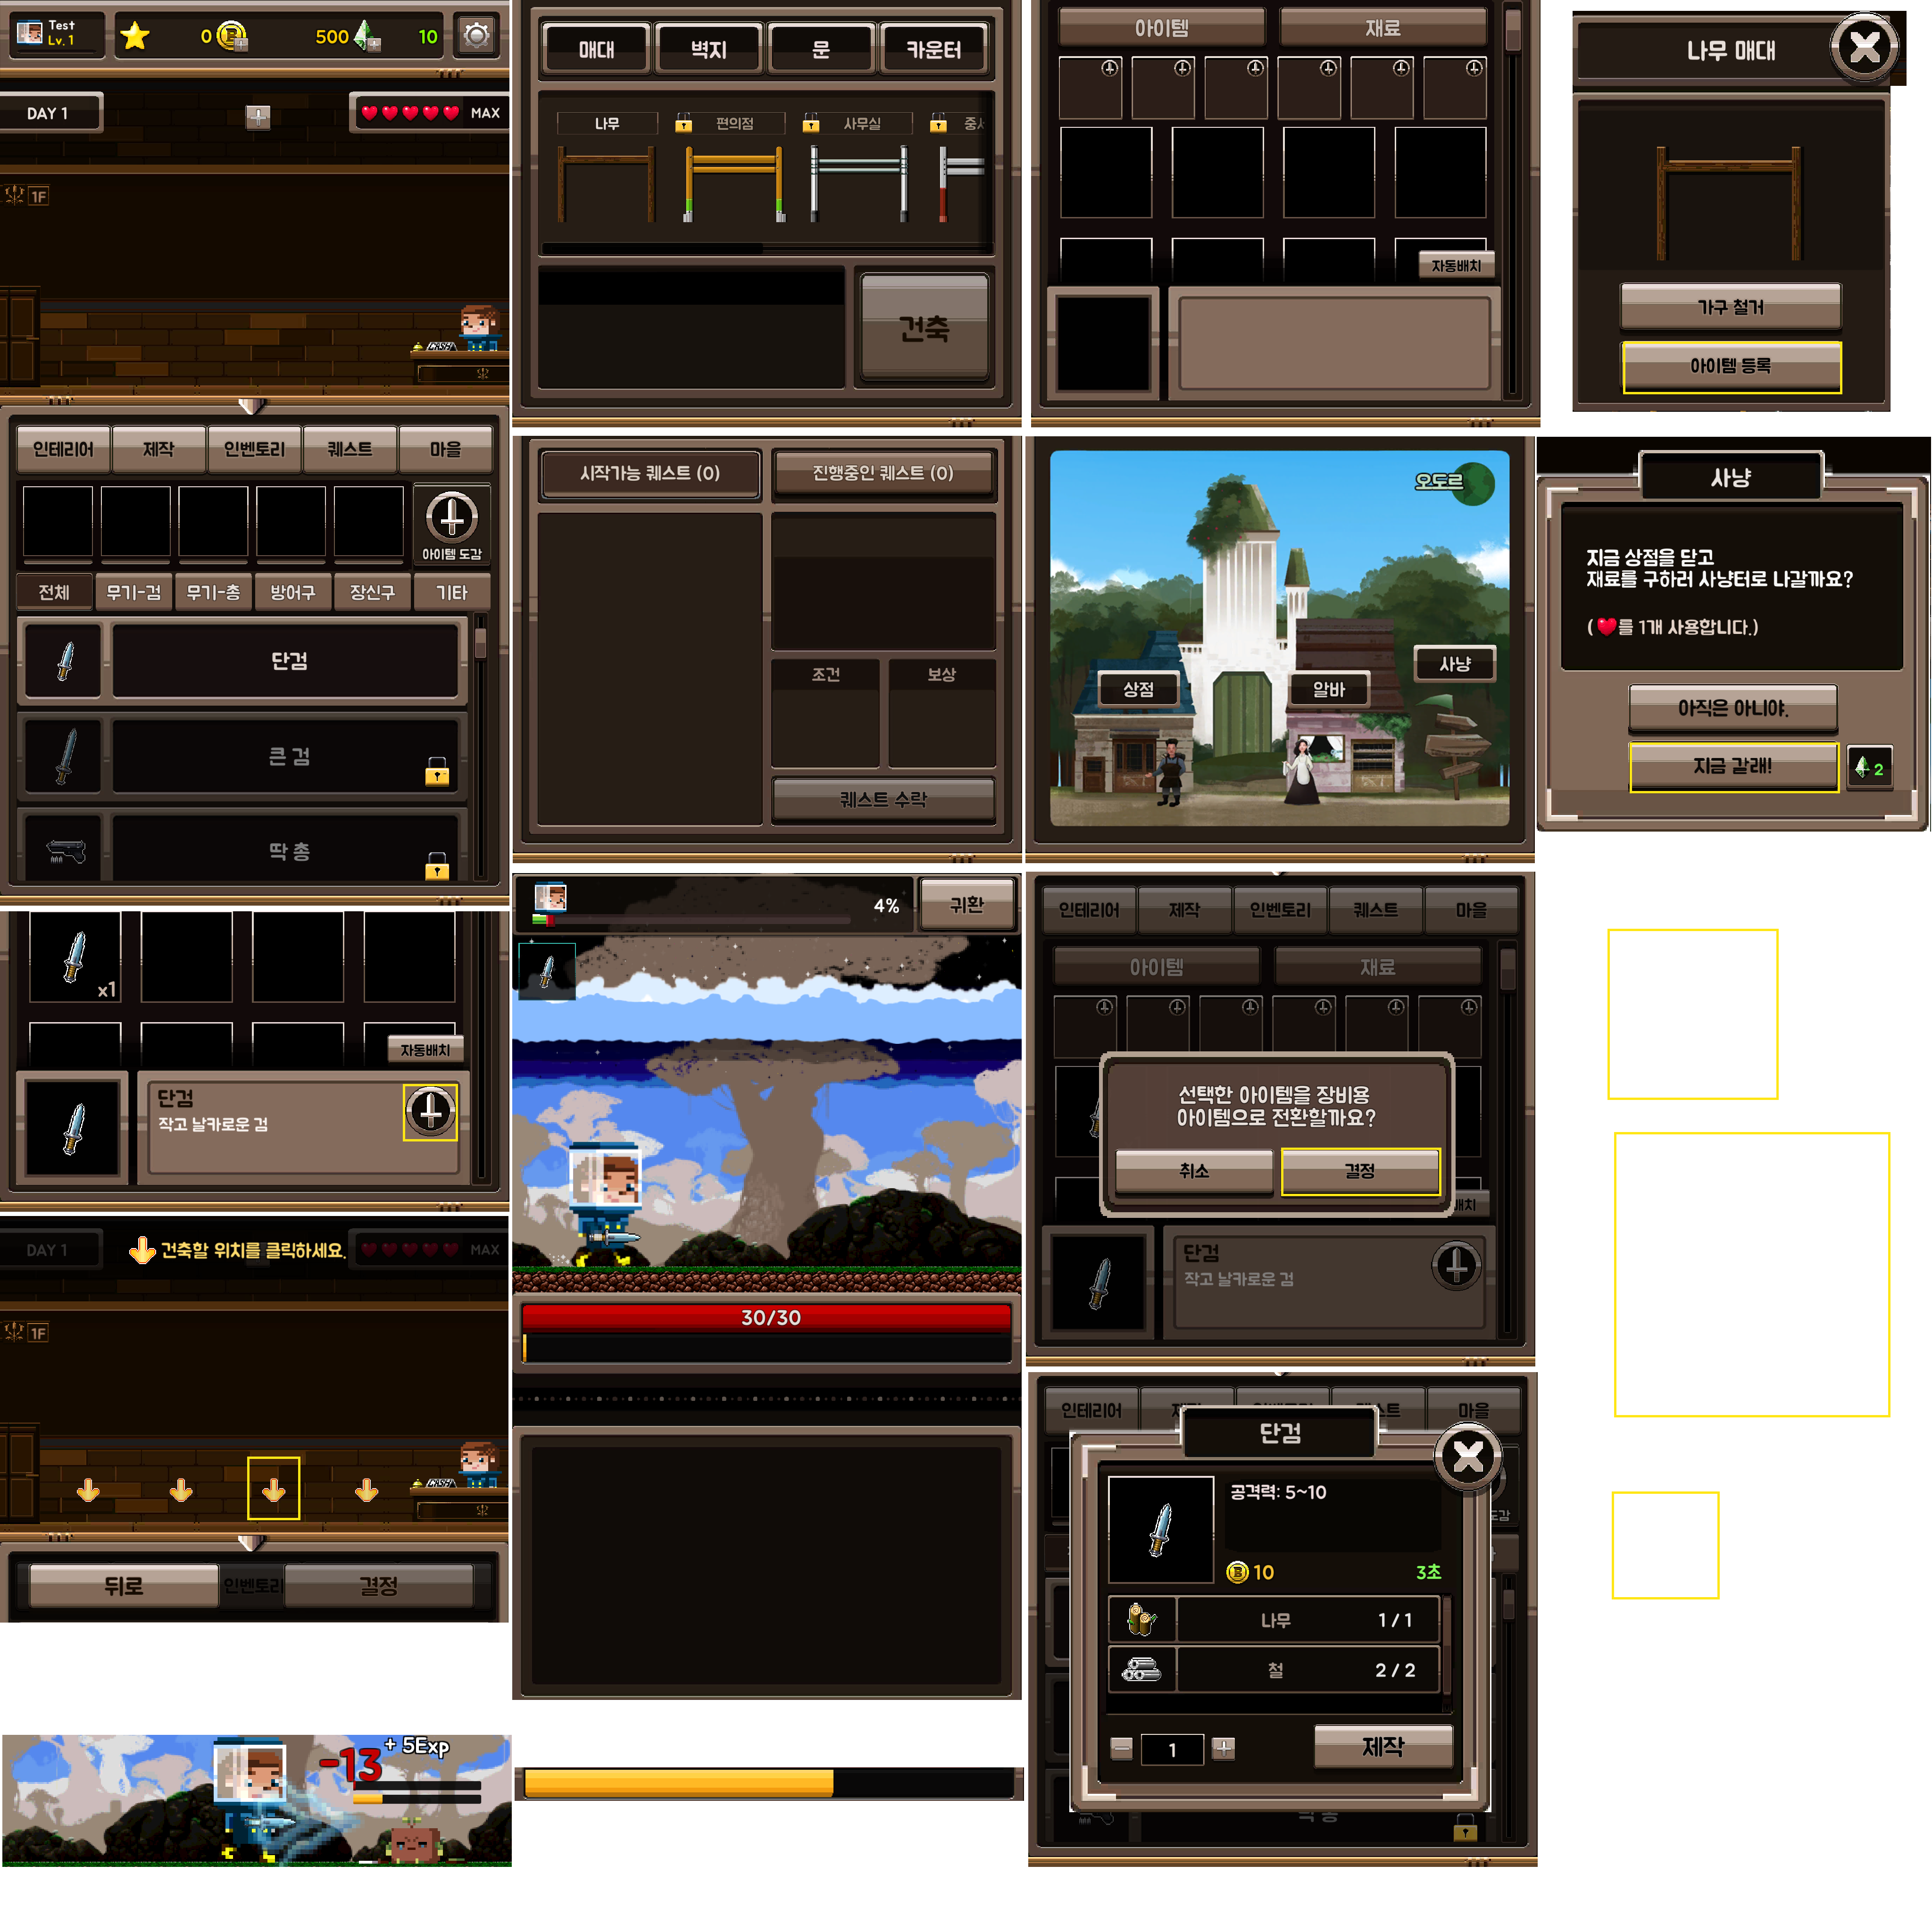 Test
Lv. 1
0
500
10
DAY 1
MAX
1F
CASH
인테리어
제작
인벤토리
퀘스트
마을
아이템 도감
전체
무기-검
무기-총
방어구
장신구
기타
단검
큰 검
딱 총
매대
벽지
문
카운터
나무
편의점
사무실
건축
아이템
재료
자동배치
나무 매대
가구 철거
아이템 등록
시작가능 퀘스트 (0)
진행중인 퀘스트 (0)
조건
보상
퀘스트 수락
오도르
상점
알바
사냥
사냥
지금 상점을 닫고
재료를 구하러 사냥터로 나갈까요?
(를 1개 사용합니다.)
아직은 아니야.
지금 갈래!
2
x1
자동배치
단검
작고 날카로운 검
4%
귀환
30/30
인테리어
제작
인벤토리
퀘스트
마을
아이템
재료
선택한 아이템을 장비용
아이템으로 전환할까요?
취소
결정
단검
작고 날카로운 검
DAY 1
건축할 위치를 클릭하세요.
MAX
1F
CASH
뒤로
인벤토리
결정
인테리어
마을
단검
공격력: 5~10
10
3초
나무
1 / 1
철
2 / 2
1
제작
-13
+ 5Exp